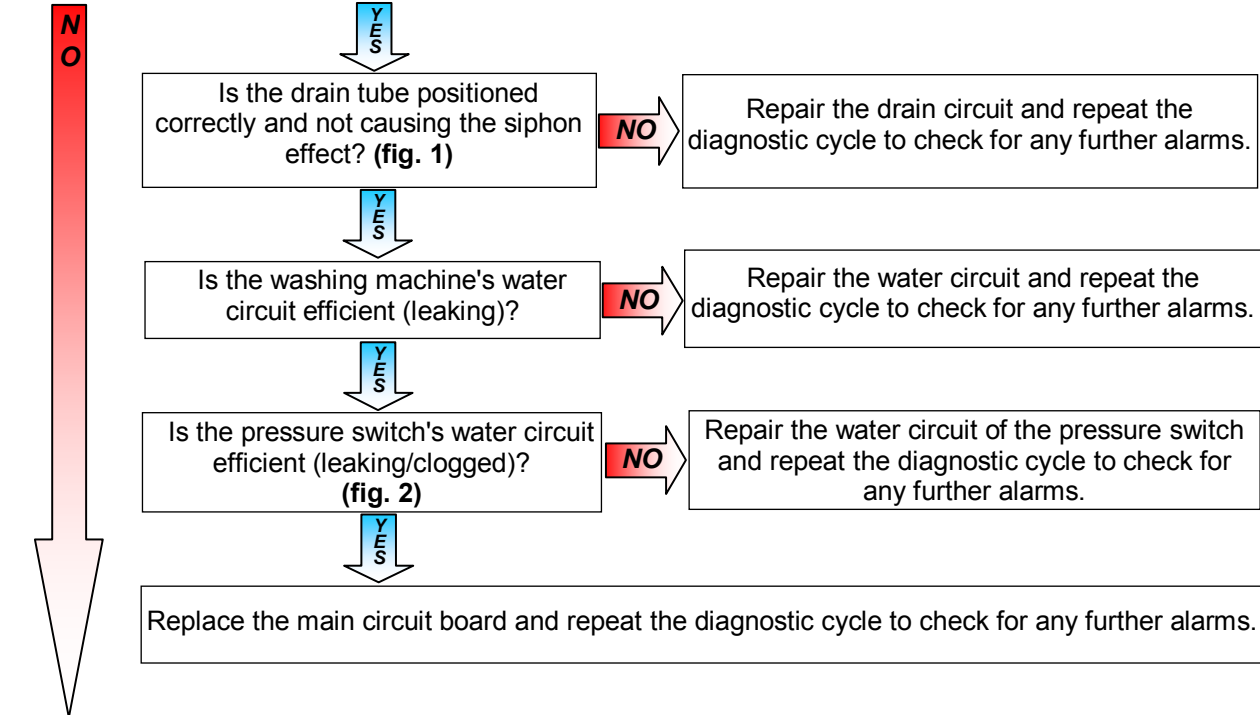 N
O
Y
E
S
Is the drain tube positioned
correctly and not causing the siphon
effect? (fig. 1)
NO
Repair the drain circuit and repeat the
diagnostic cycle to check for any further alarms.
Y
E
S
Is the washing machine's water
circuit efficient (leaking)?
NO
Repair the water circuit and repeat the
diagnostic cycle to check for any further alarms.
Y
E
S
Is the pressure switch's water circuit
efficient (leaking/clogged)?
(fig. 2)
NO
Repair the water circuit of the pressure switch
and repeat the diagnostic cycle to check for
any further alarms.
Y
E
S
Replace the main circuit board and repeat the diagnostic cycle to check for any further alarms.